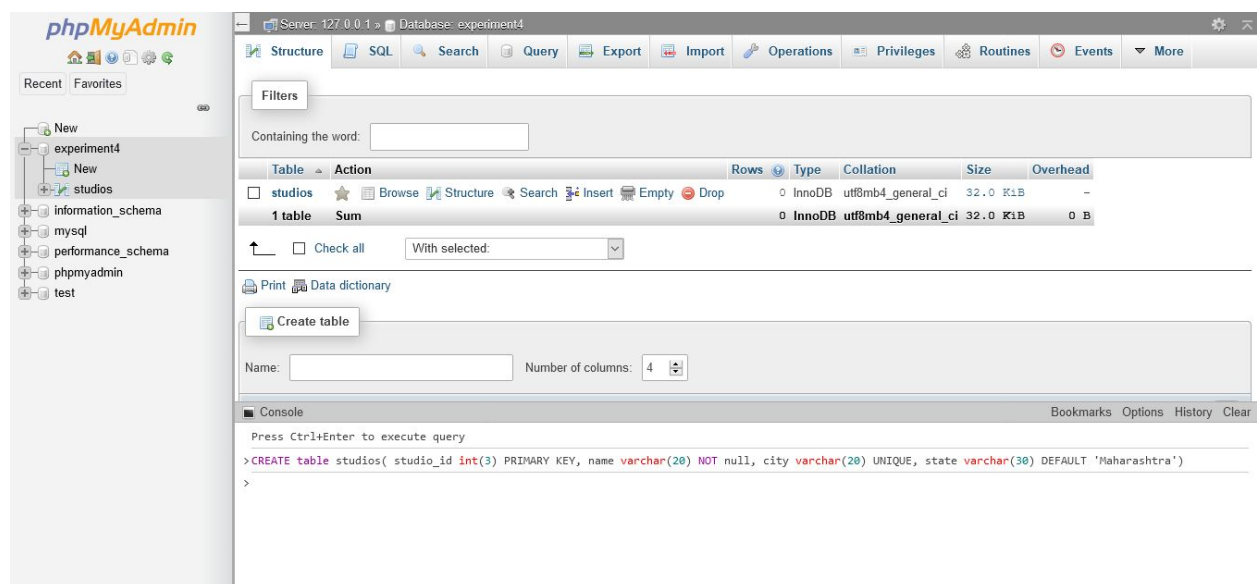 phpMyAdmin
Recent Favorites
New
experiment4
New
studios
information_schema
mysql
performance_schema
phpmyadmin
test
Server: 127.0.0.1 » Database: experiment4
Structure SQL Search Query Export Import Operations Privileges Routines Events More
Filters
Containing the word:
Table Action Rows Type Collation Size Overhead
studios Browse Structure Search Insert Empty Drop 0 InnoDB utf8mb4_general_ci 32.0 KiB -
1 table Sum 0 InnoDB utf8mb4_general_ci 32.0 KiB 0 B
Check all With selected:
Print Data dictionary
Create table
Name: Number of columns: 4
Console Bookmarks Options History Clear
Press Ctrl+Enter to execute query
>CREATE table studios( studio_id int(3) PRIMARY KEY, name varchar(20) NOT null, city varchar(20) UNIQUE, state varchar(30) DEFAULT 'Maharashtra')
>